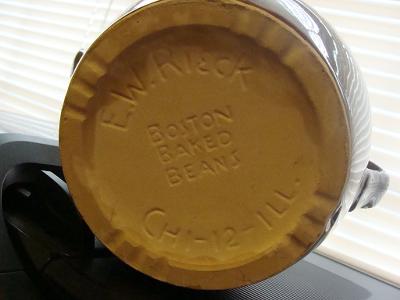 E.W. RIECK
BOSTON
BAKED
BEANS
CHI-12-ILL.